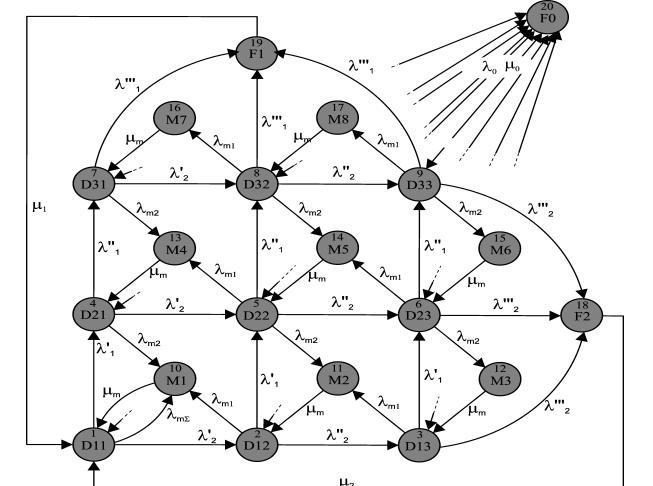 20
F0
19
F1
λ'''₁
λ'''₁
λ₀ μ₀
16
M7
17
M8
λ'''₁
μₘ
λₘ₁
μₘ
λₘ₁
7
D31
λ'₂
8
D32
λ''₂
9
D33
μ₁
λₘ₂
λₘ₂
λₘ₂
λ'''₂
13
M4
14
M5
15
M6
λ''₁
λ''₁
λ''₁
μₘ
λₘ₁
μₘ
λₘ₁
μₘ
4
D21
λ'₂
5
D22
λ''₂
6
D23
λ'''₂
18
F2
λ'₁
λₘ₂
λₘ₂
λₘ₂
10
M1
11
M2
12
M3
μₘ
λ'₁
λ'₁
λₘΣ
λₘ₁
μₘ
λₘ₁
μₘ
λ'''₂
1
D11
λ'₂
2
D12
λ''₂
3
D13
μ₂